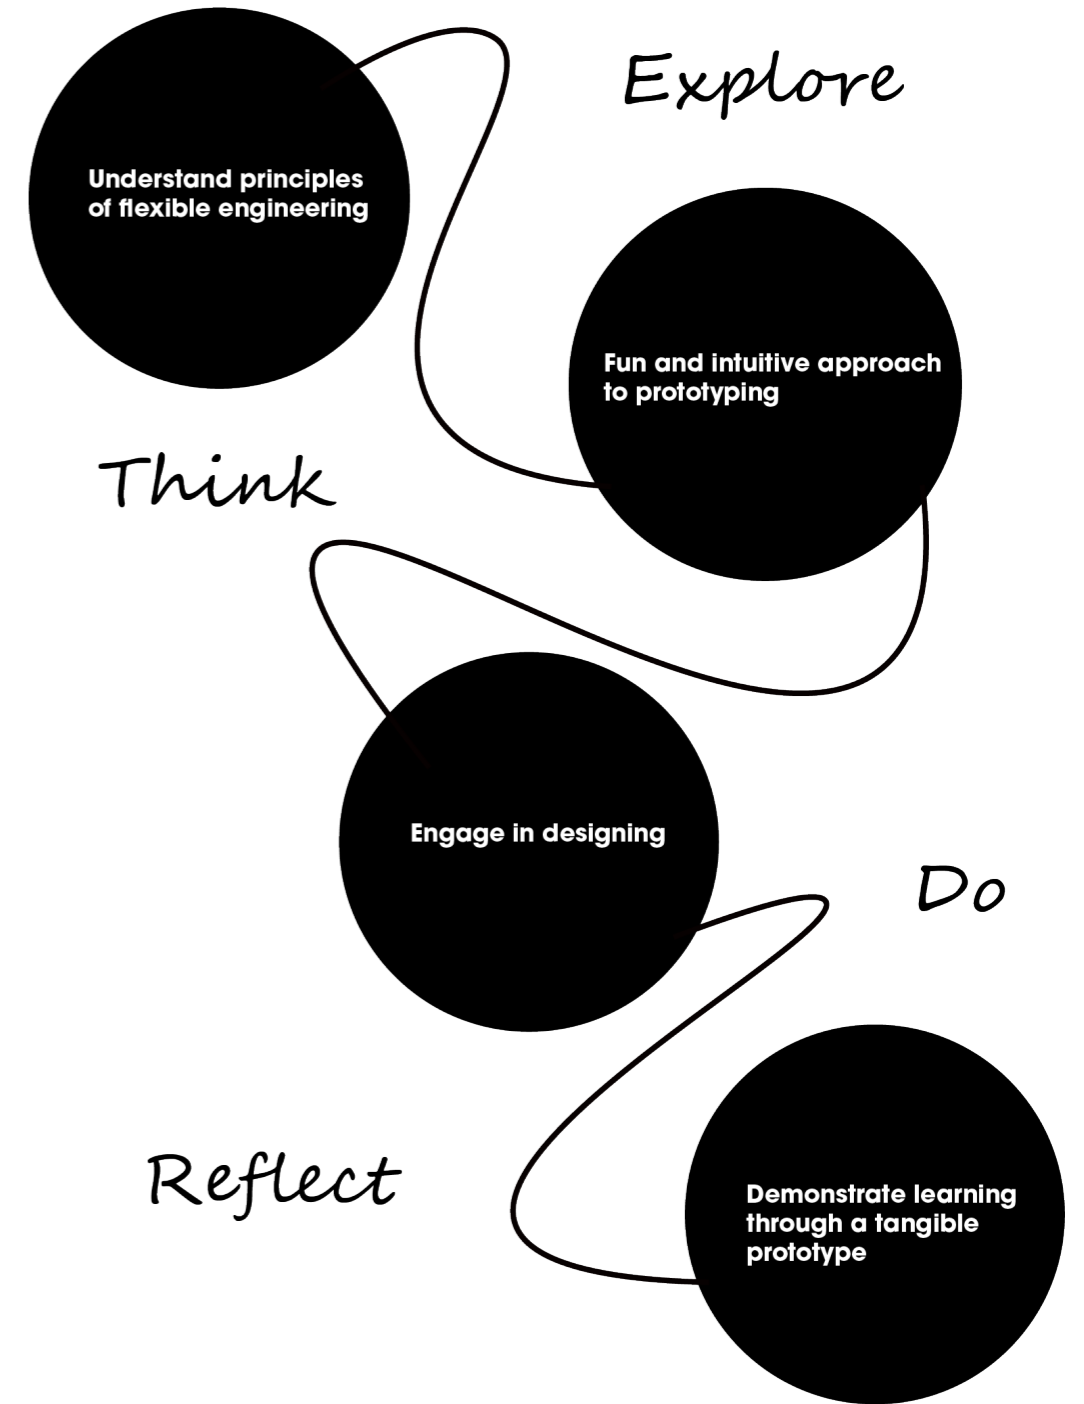 Explore
Understand principles
of flexible engineering
Fun and intuitive approach
to prototyping
Think
Engage in designing
Do
Reflect
Demonstrate learning
through a tangible
prototype